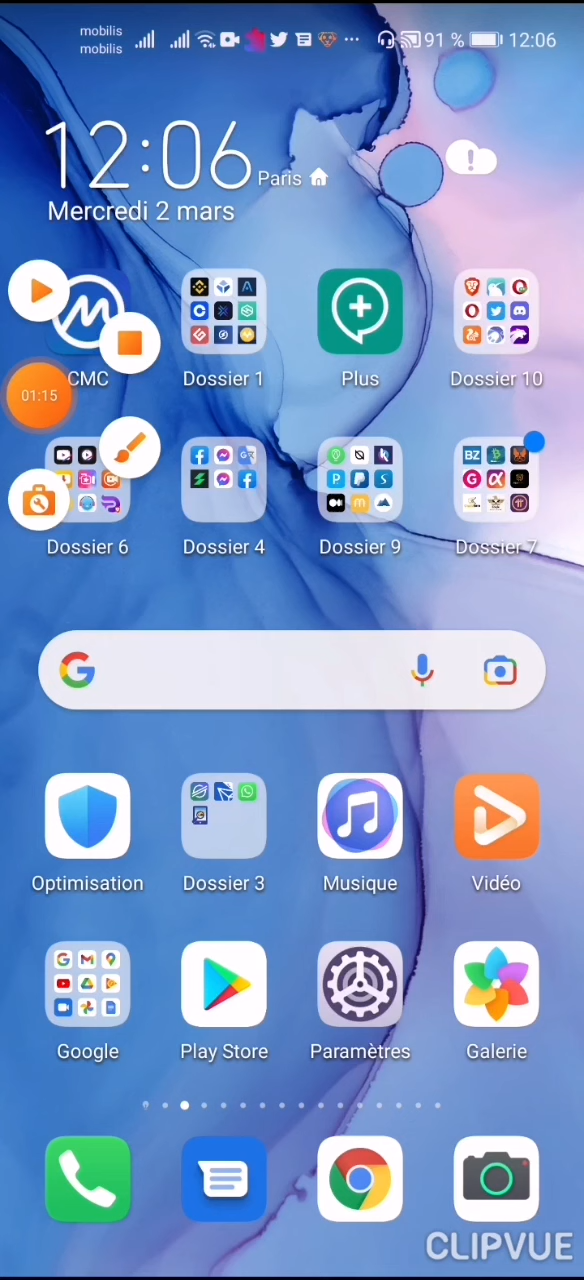 mobilis
mobilis
91 %
12:06
12:06
Paris
Mercredi 2 mars
CMC
Dossier 1
Plus
Dossier 10
01:15
Dossier 6
Dossier 4
Dossier 9
BZ
Dossier 7
Optimisation
Dossier 3
Musique
Vidéo
Google
Play Store
Paramètres
Galerie
CLIPVUE